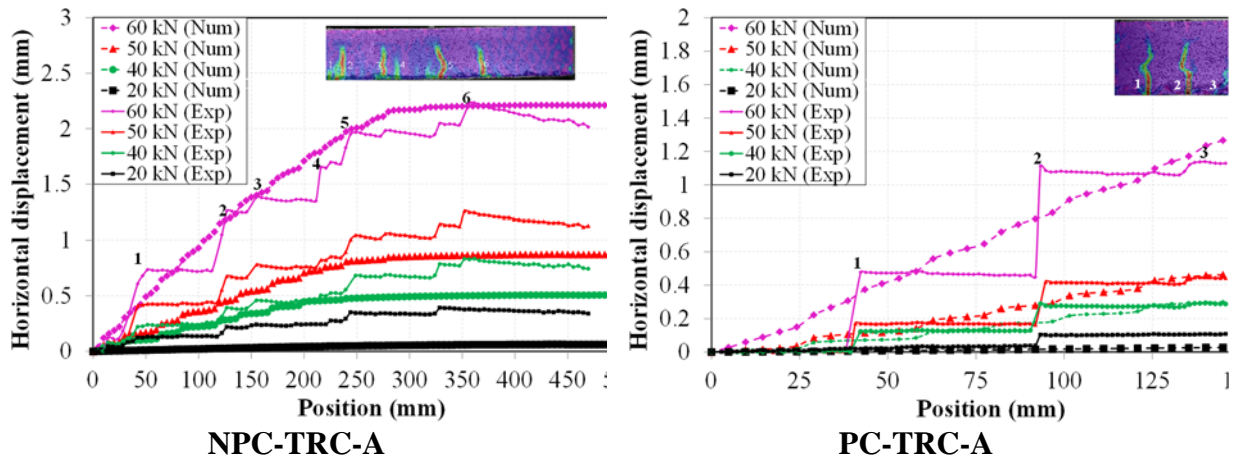 3
2.5
2
1.5
1
0.5
0
Horizontal displacement (mm)
60 kN (Num)
50 kN (Num)
40 kN (Num)
20 kN (Num)
60 kN (Exp)
50 kN (Exp)
40 kN (Exp)
20 kN (Exp)
1
2
3
4
5
6
0 50 100 150 200 250 300 350 400 450
Position (mm)
NPC-TRC-A
2
1.8
1.6
1.4
1.2
1
0.8
0.6
0.4
0.2
0
Horizontal displacement (mm)
60 kN (Num)
50 kN (Num)
40 kN (Num)
20 kN (Num)
60 kN (Exp)
50 kN (Exp)
40 kN (Exp)
20 kN (Exp)
1 2 3
1
2
3
0 25 50 75 100 125
Position (mm)
PC-TRC-A